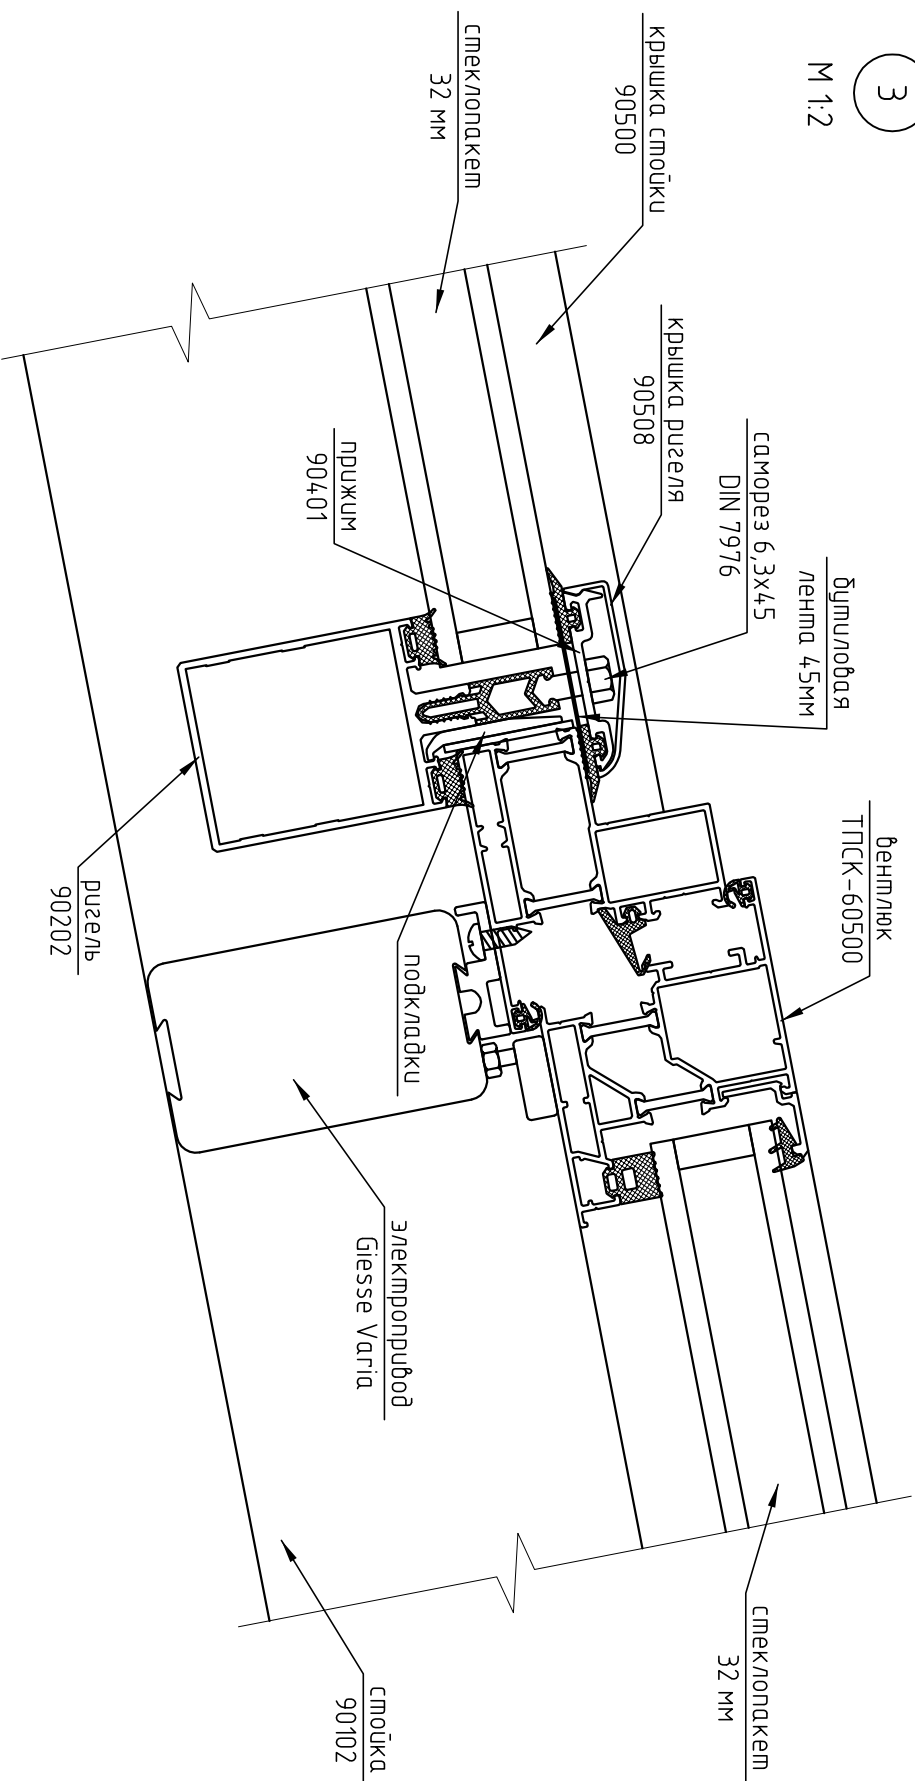 3
М 1:2
крышка стойки
90500
стеклопакет
32 мм
крышка ригеля
90508
саморез 6,3х45
DIN 7976
бутиловая
лента 45мм
прижим
90401
вентлюк
ТПСК-60500
ригель
90202
подкладки
электропривод
Giesse Varia
стеклопакет
32 мм
стойка
90102